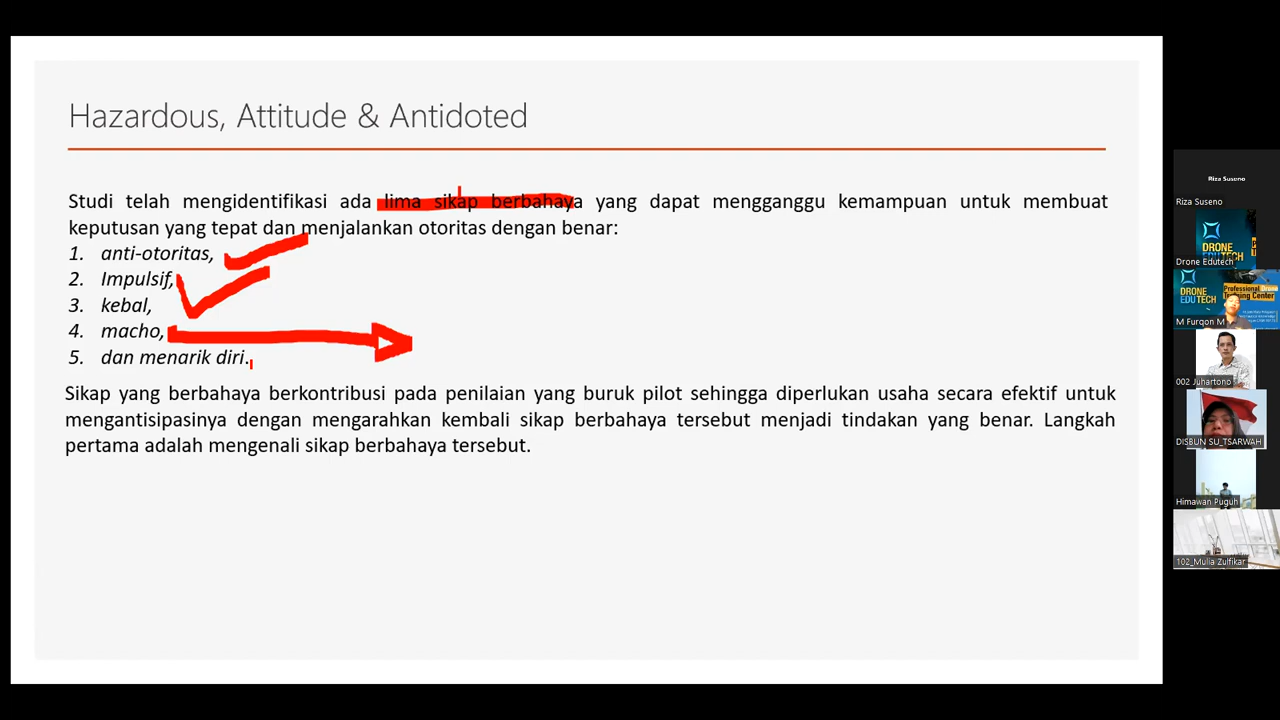 Hazardous, Attitude & Antidoted
Studi telah mengidentifikasi ada lima sikap berbahaya yang dapat mengganggu kemampuan untuk membuat
keputusan yang tepat dan menjalankan otoritas dengan benar:
1. anti-otoritas,
2. Impulsif,
3. kebal,
4. macho,
5. dan menarik diri.
Sikap yang berbahaya berkontribusi pada penilaian yang buruk pilot sehingga diperlukan usaha secara efektif untuk
mengantisipasinya dengan mengarahkan kembali sikap berbahaya tersebut menjadi tindakan yang benar. Langkah
pertama adalah mengenali sikap berbahaya tersebut.
Riza Suseno
Riza Suseno
DRONE
EDUTECH
Drone Edutech
DRONE
EDUTECH
Professional Drone
Training Center
M Furqon M
002 Juhartono
DISBUN SU_TSARWAH
Himawan Puguh
102_Mulia Zulfikar